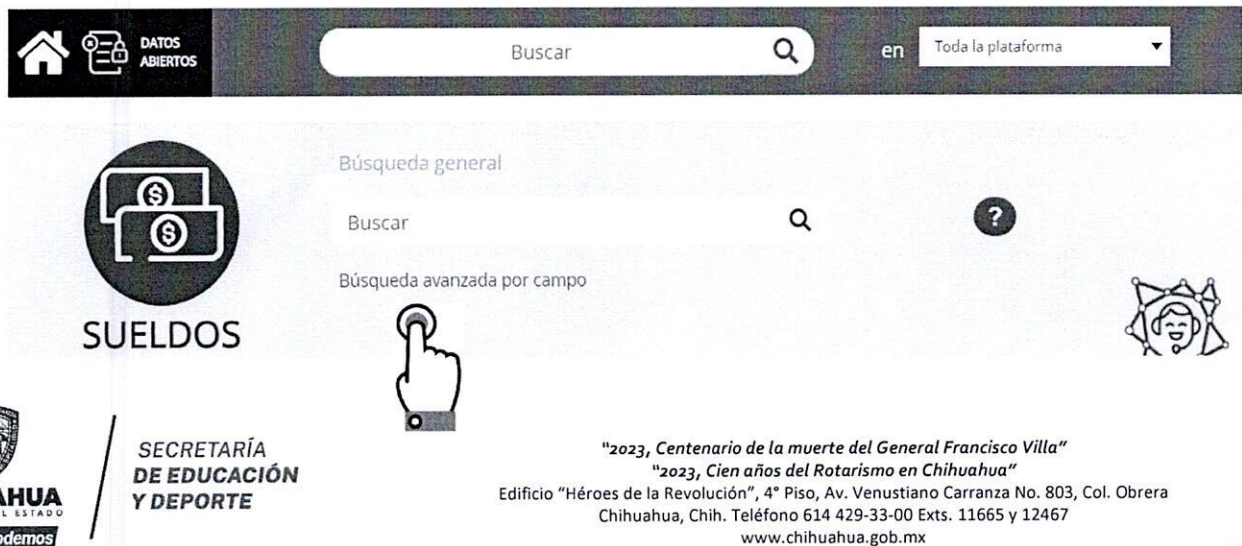 DATOS
ABIERTOS
Buscar
en
Toda la plataforma
Búsqueda general
Buscar
?
Búsqueda avanzada por campo
SUELDOS
SECRETARÍA
DE EDUCACIÓN
Y DEPORTE
"2023, Centenario de la muerte del General Francisco Villa"
"2023, Cien años del Rotarismo en Chihuahua"
Edificio "Héroes de la Revolución", 4° Piso, Av. Venustiano Carranza No. 803, Col. Obrera
Chihuahua, Chih. Teléfono 614 429-33-00 Exts. 11665 y 12467
www.chihuahua.gob.mx
AHUA
L ESTADO
odemos